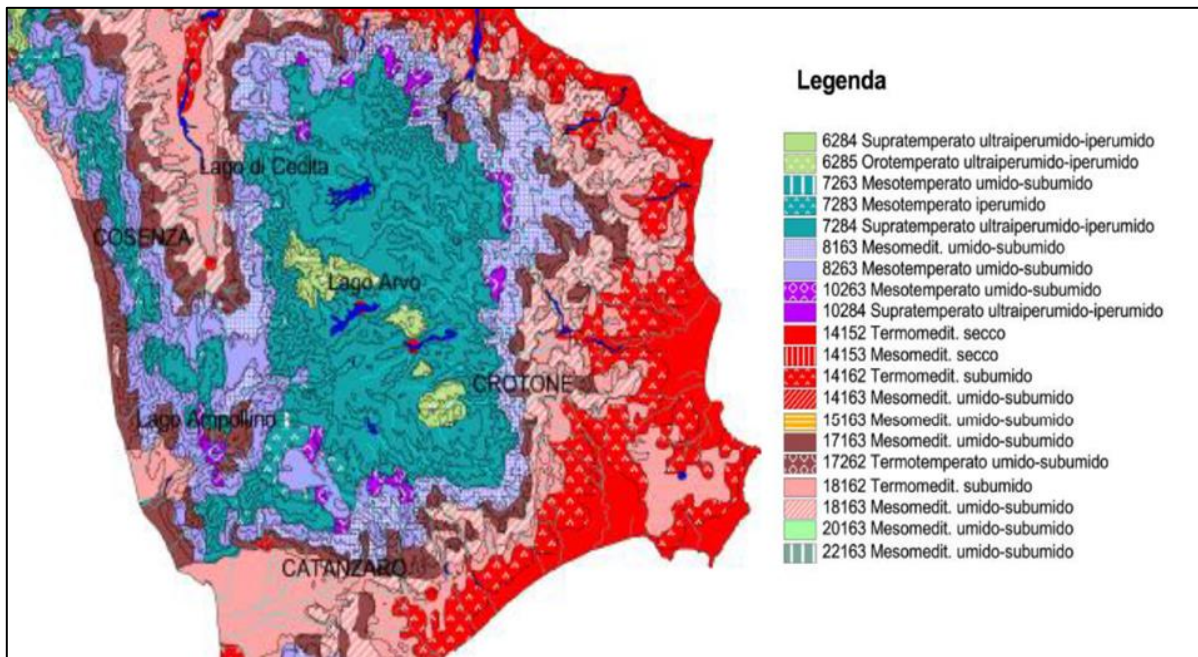 Legenda
6284 Supratemperato ultraiperumido-iperumido
6285 Orotemperato ultraiperumido-iperumido
7263 Mesotemperato umido-subumido
7283 Mesotemperato iperumido
7284 Supratemperato ultraiperumido-iperumido
8163 Mesomedit. umido-subumido
8263 Mesotemperato umido-subumido
10263 Mesotemperato umido-subumido
10284 Supratemperato ultraiperumido-iperumido
14152 Termomedit. secco
14153 Mesomedit. secco
14162 Termomedit. subumido
14163 Mesomedit. umido-subumido
15163 Mesomedit. umido-subumido
17163 Mesomedit. umido-subumido
17262 Termotemperato umido-subumido
18162 Termomedit. subumido
18163 Mesomedit. umido-subumido
20163 Mesomedit. umido-subumido
22163 Mesomedit. umido-subumido
Lago di Cecita
COSENZA
Lago Arvo
CROTONE
Lago Ampollino
CATANZARO